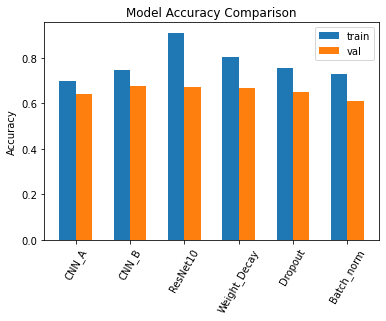 Model Accuracy Comparison
train
val
Accuracy
0.8
0.6
0.4
0.2
0.0
CNN_A
CNN_B
ResNet10
Weight_Decay
Dropout
Batch_norm